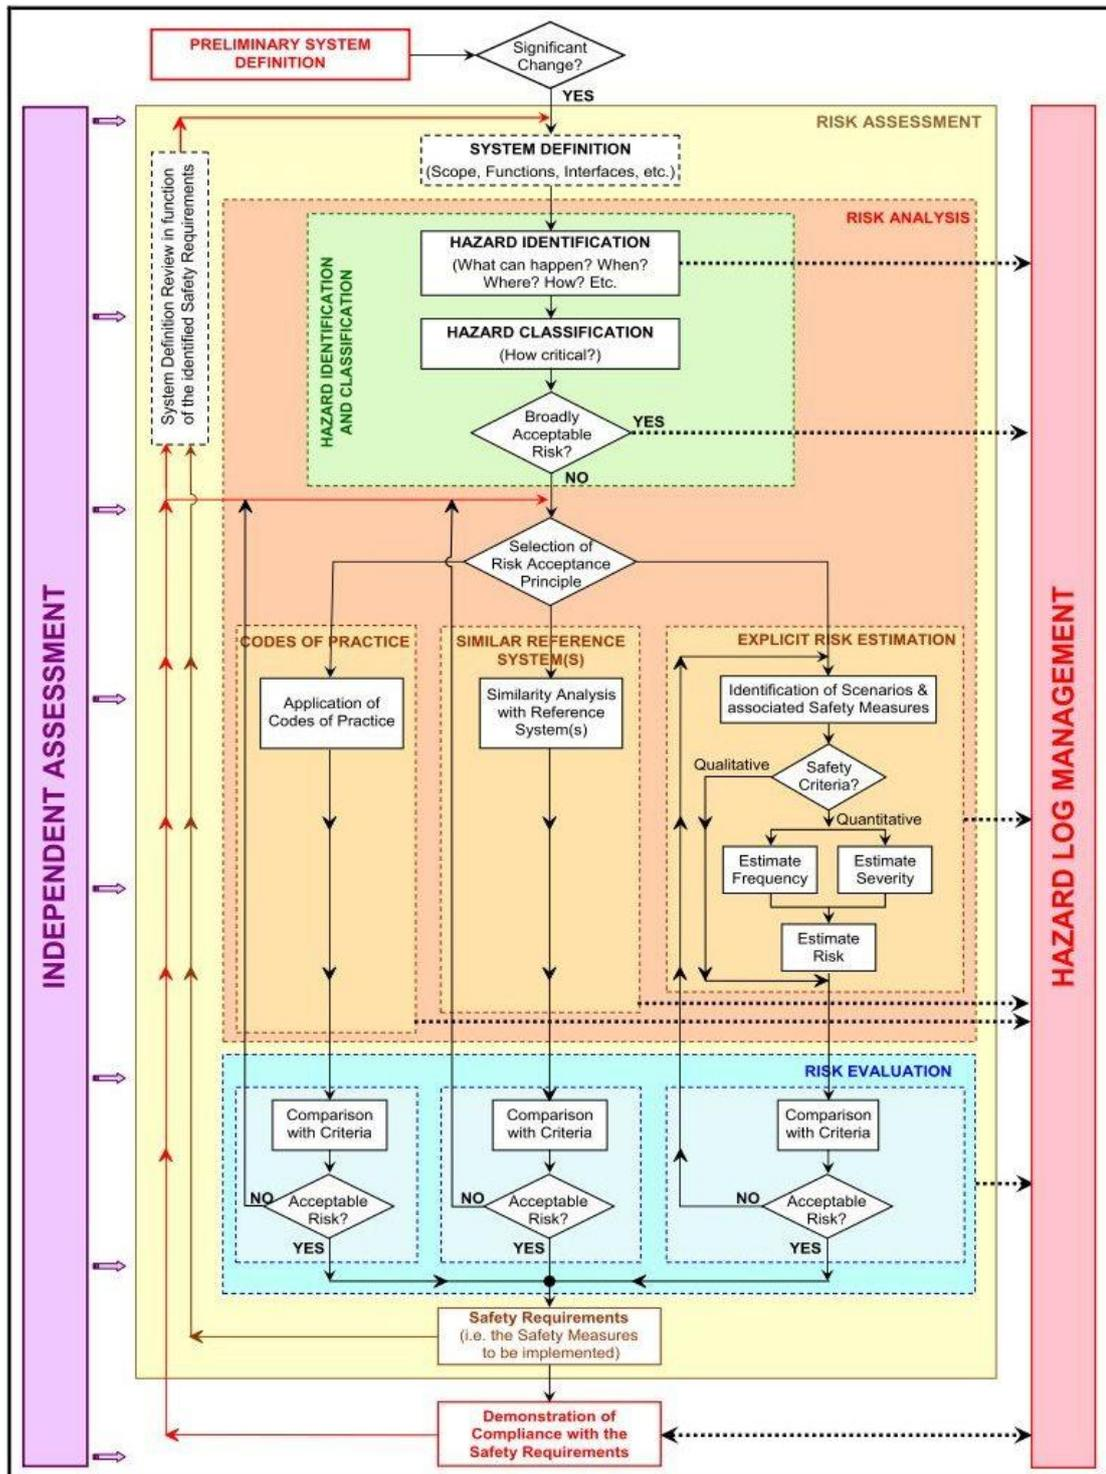 PRELIMINARY SYSTEM
DEFINITION
Significant
Change?
YES
RISK ASSESSMENT
SYSTEM DEFINITION
(Scope, Functions, Interfaces, etc.)
System Definition Review in function
of the identified Safety Requirements
RISK ANALYSIS
HAZARD IDENTIFICATION
AND CLASSIFICATION
HAZARD IDENTIFICATION
(What can happen? When?
Where? How? Etc.
HAZARD CLASSIFICATION
(How critical?)
Broadly
Acceptable
Risk?
YES
NO
Selection of
Risk Acceptance
Principle
INDEPENDENT ASSESSMENT
HAZARD LOG MANAGEMENT
CODES OF PRACTICE
Application of
Codes of Practice
SIMILAR REFERENCE
SYSTEM(S)
Similarity Analysis
with Reference
System(s)
EXPLICIT RISK ESTIMATION
Identification of Scenarios &
associated Safety Measures
Qualitative
Safety
Criteria?
Quantitative
Estimate
Frequency
Estimate
Severity
Estimate
Risk
RISK EVALUATION
Comparison
with Criteria
NO
Acceptable
Risk?
YES
Comparison
with Criteria
NO
Acceptable
Risk?
YES
Comparison
with Criteria
NO
Acceptable
Risk?
YES
Safety Requirements
(i.e. the Safety Measures
to be implemented)
Demonstration of
Compliance with the
Safety Requirements